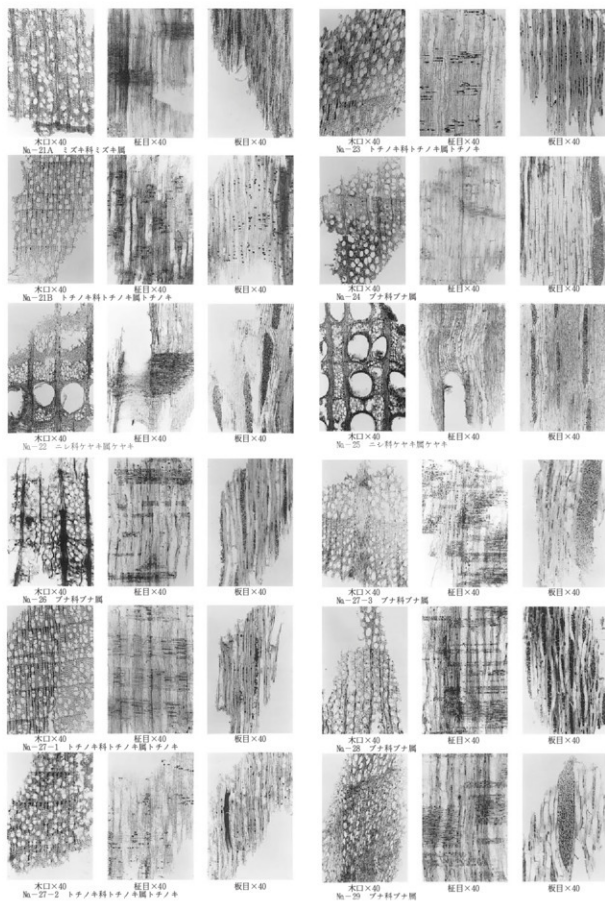 木口×40 柾目×40 板目×40
No-21A ミズキ科ミズキ属
木口×40 柾目×40 板目×40
No-21B トチノキ科トチノキ属トチノキ
木口×40 柾目×40 板目×40
No-22 ニシ科ケヤキ属ケヤキ
木口×40 柾目×40 板目×40
No-26 ブナ科ブナ属
木口×40 柾目×40 板目×40
No-27-1 トチノキ科トチノキ属トチノキ
木口×40 柾目×40 板目×40
No-27-2 トチノキ科トチノキ属トチノキ
木口×40 柾目×40 板目×40
No-23 トチノキ科トチノキ属トチノキ
木口×40 柾目×40 板目×40
No-24 ブナ科ブナ属
木口×40 柾目×40 板目×40
No-25 ニシ科ケヤキ属ケヤキ
木口×40 柾目×40 板目×40
No-27-3 ブナ科ブナ属
木口×40 柾目×40 板目×40
No-28 ブナ科ブナ属
木口×40 柾目×40 板目×40
No-29 ブナ科ブナ属